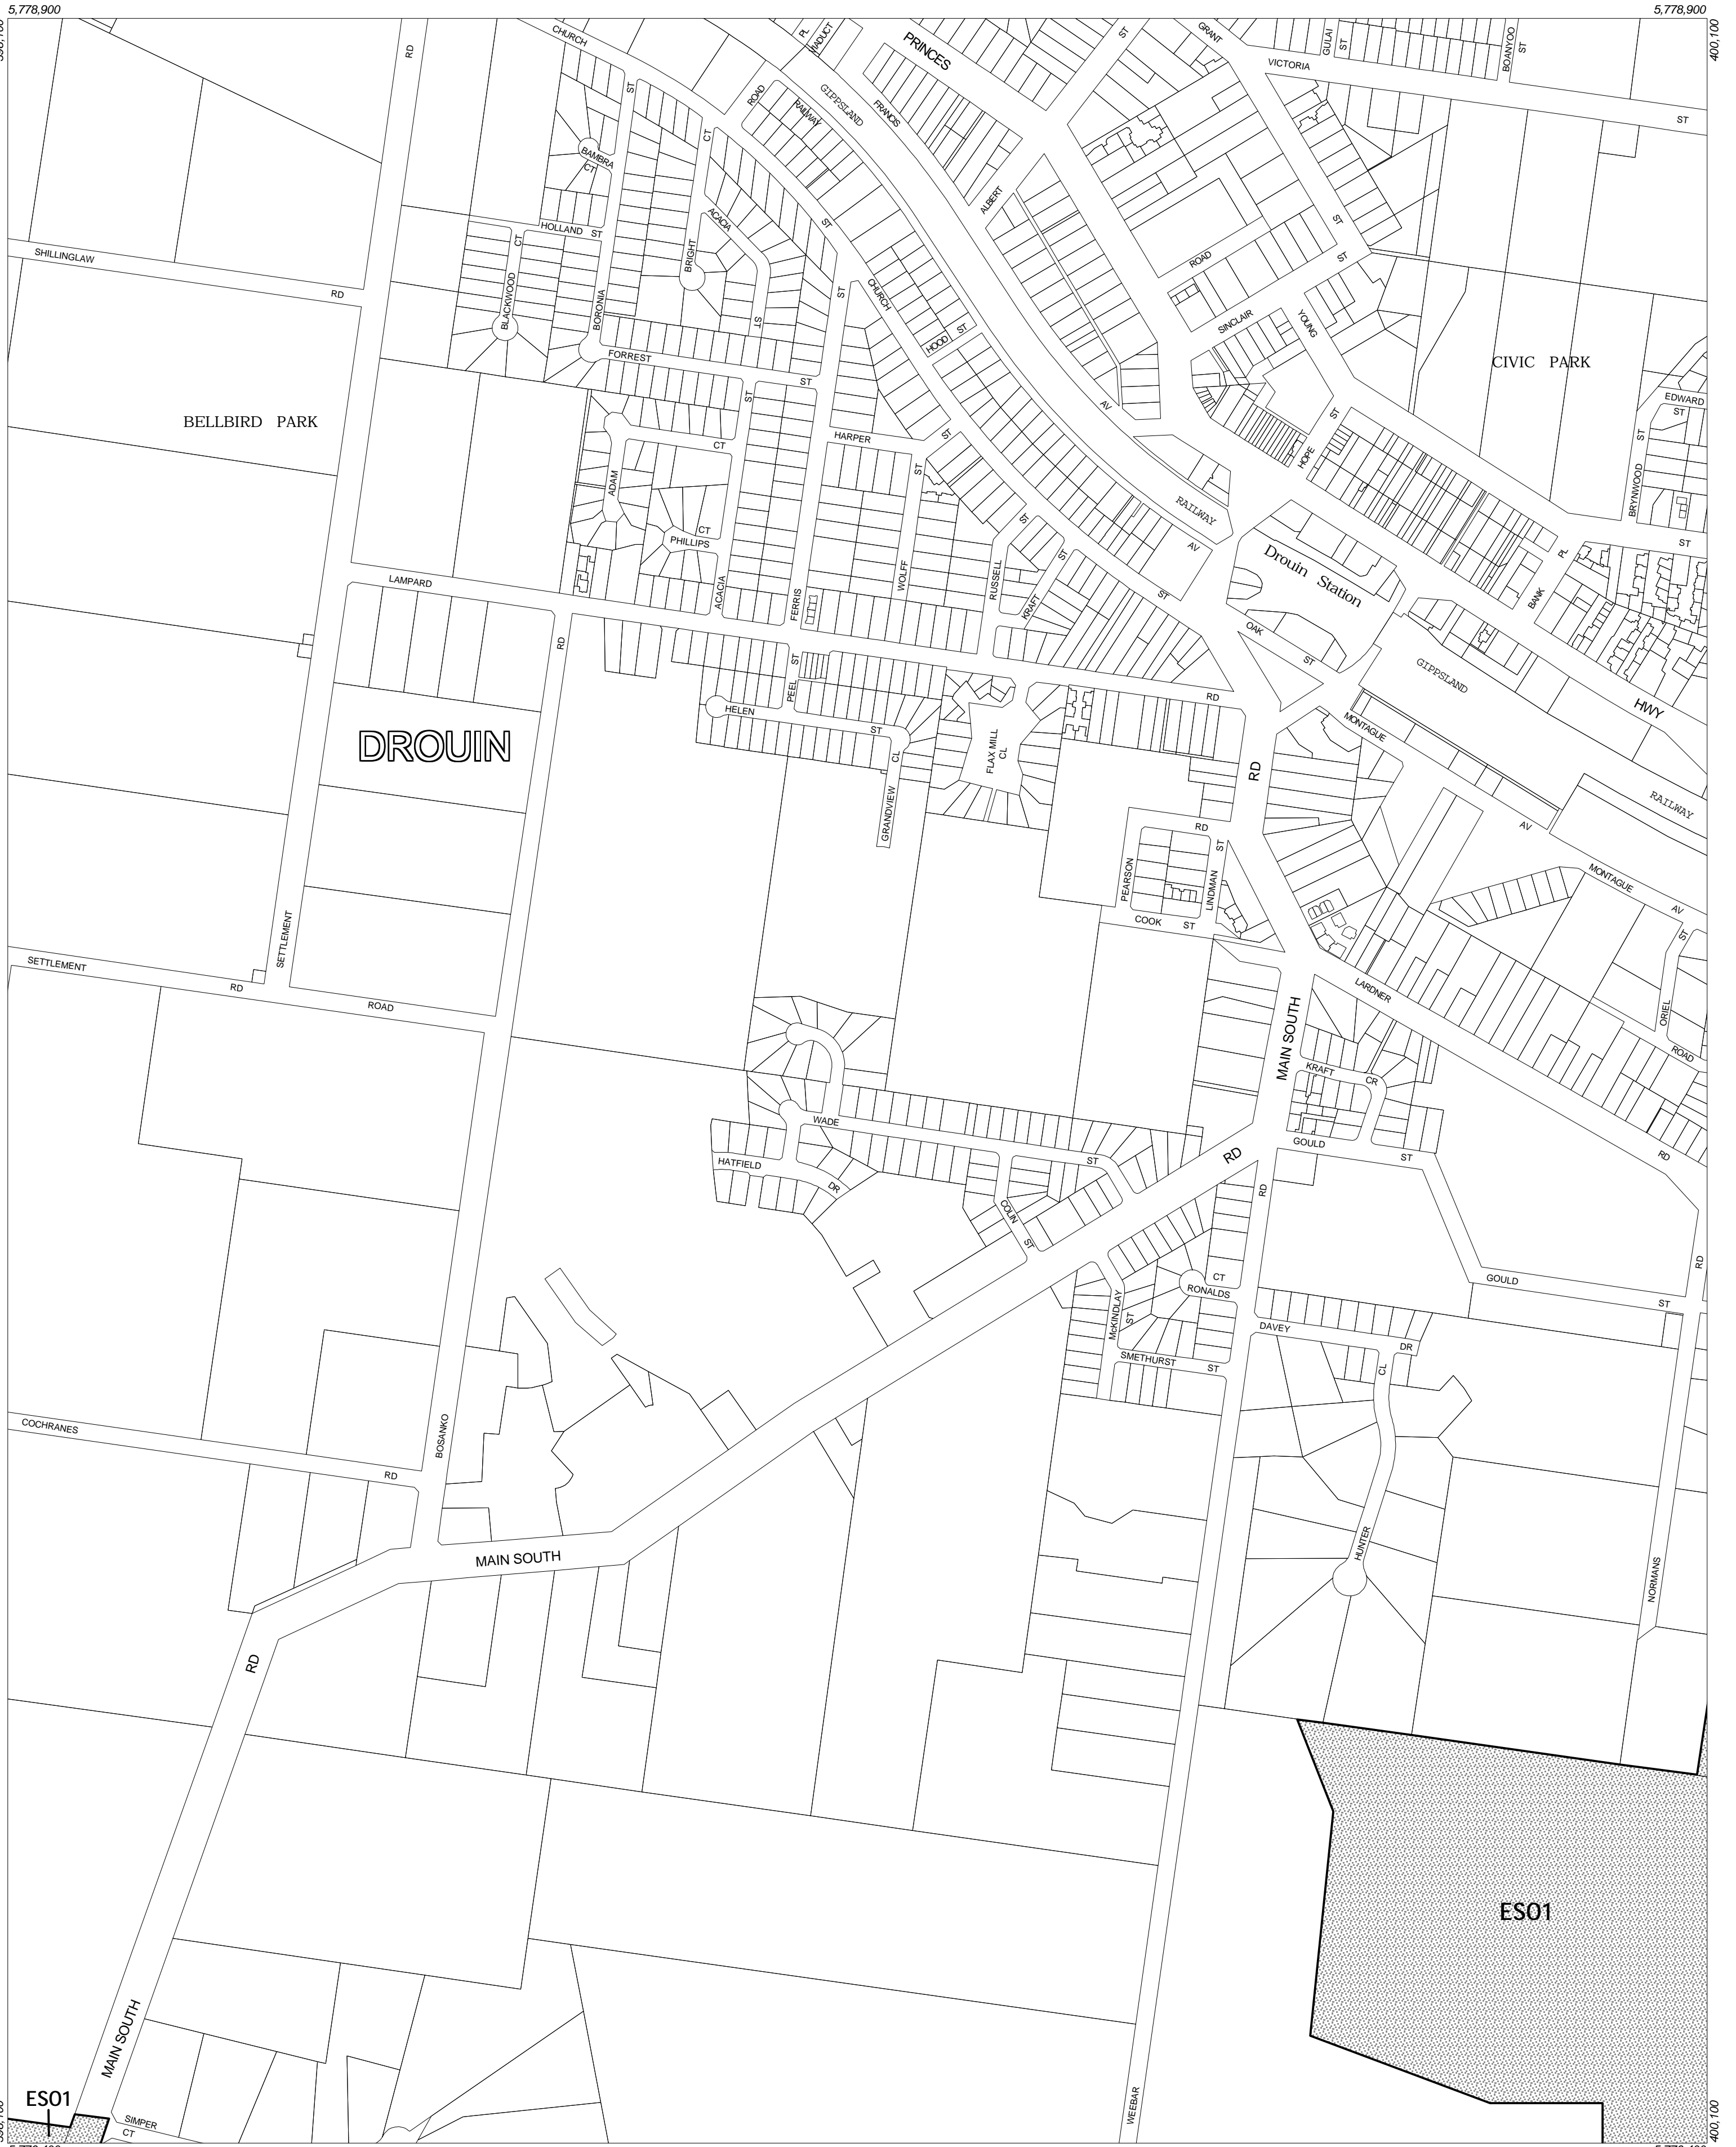 5,778,900
5,778,900
400,100
CHURCH
RD
PL
VIADUCT
PRINCES
ST
GRANT
GULAI
ST
BOANYOO
ST
VICTORIA
ST
ST
ROAD
RAILWAY
GIPPSLAND
FRANCIS
CT
BAMBRA
CT
ALBERT
ACACIA
ST
ST
HOLLAND ST
CT
BRIGHT
ROAD
ST
SHILLINGLAW
RD
BLACKWOOD
BORONIA
ST
ST
CHURCH
SINCLAIR
YOUNG
HOOD ST
FORREST
ST
CIVIC PARK
BELLBIRD PARK
ST
AV
ST
EDWARD
ST
HARPER
ST
CT
ST
HOPE
ST
ADAM
BRYNWOOD
RAILWAY
ST
CT
PHILLIPS
AV
Drouin Station
PL
ST
LAMPARD
ACACIA
FERRIS
WOLFF
RUSSELL
KRAFT
ST
ST
BANK
OAK
ST
RD
ST
PEEL
GIPPSLAND
RD
HELEN
ST
HWY
DROUIN
CL
FLAX MILL
CL
MONTAGUE
RD
GRANDVIEW
RAILWAY
AV
RD
ST
PEARSON
LINDMAN
COOK ST
MONTAGUE
AV
ST
SETTLEMENT
SETTLEMENT
RD
ROAD
LARDNER
ORIEL
MAIN SOUTH
ROAD
KRAFT
CR
WADE
ST
GOULD
ST
RD
HATFIELD
DR
RD
RD
COLIN
ST
RD
CT
RONALDS
GOULD
ST
McKINDLAY
ST
DAVEY
DR
SMETHURST
ST
CL
COCHRANES
BOSANKO
RD
HUNTER
MAIN SOUTH
NORMANS
RD
ESO1
MAIN SOUTH
WEEBAR
ESO1
SIMPER
CT
400,100